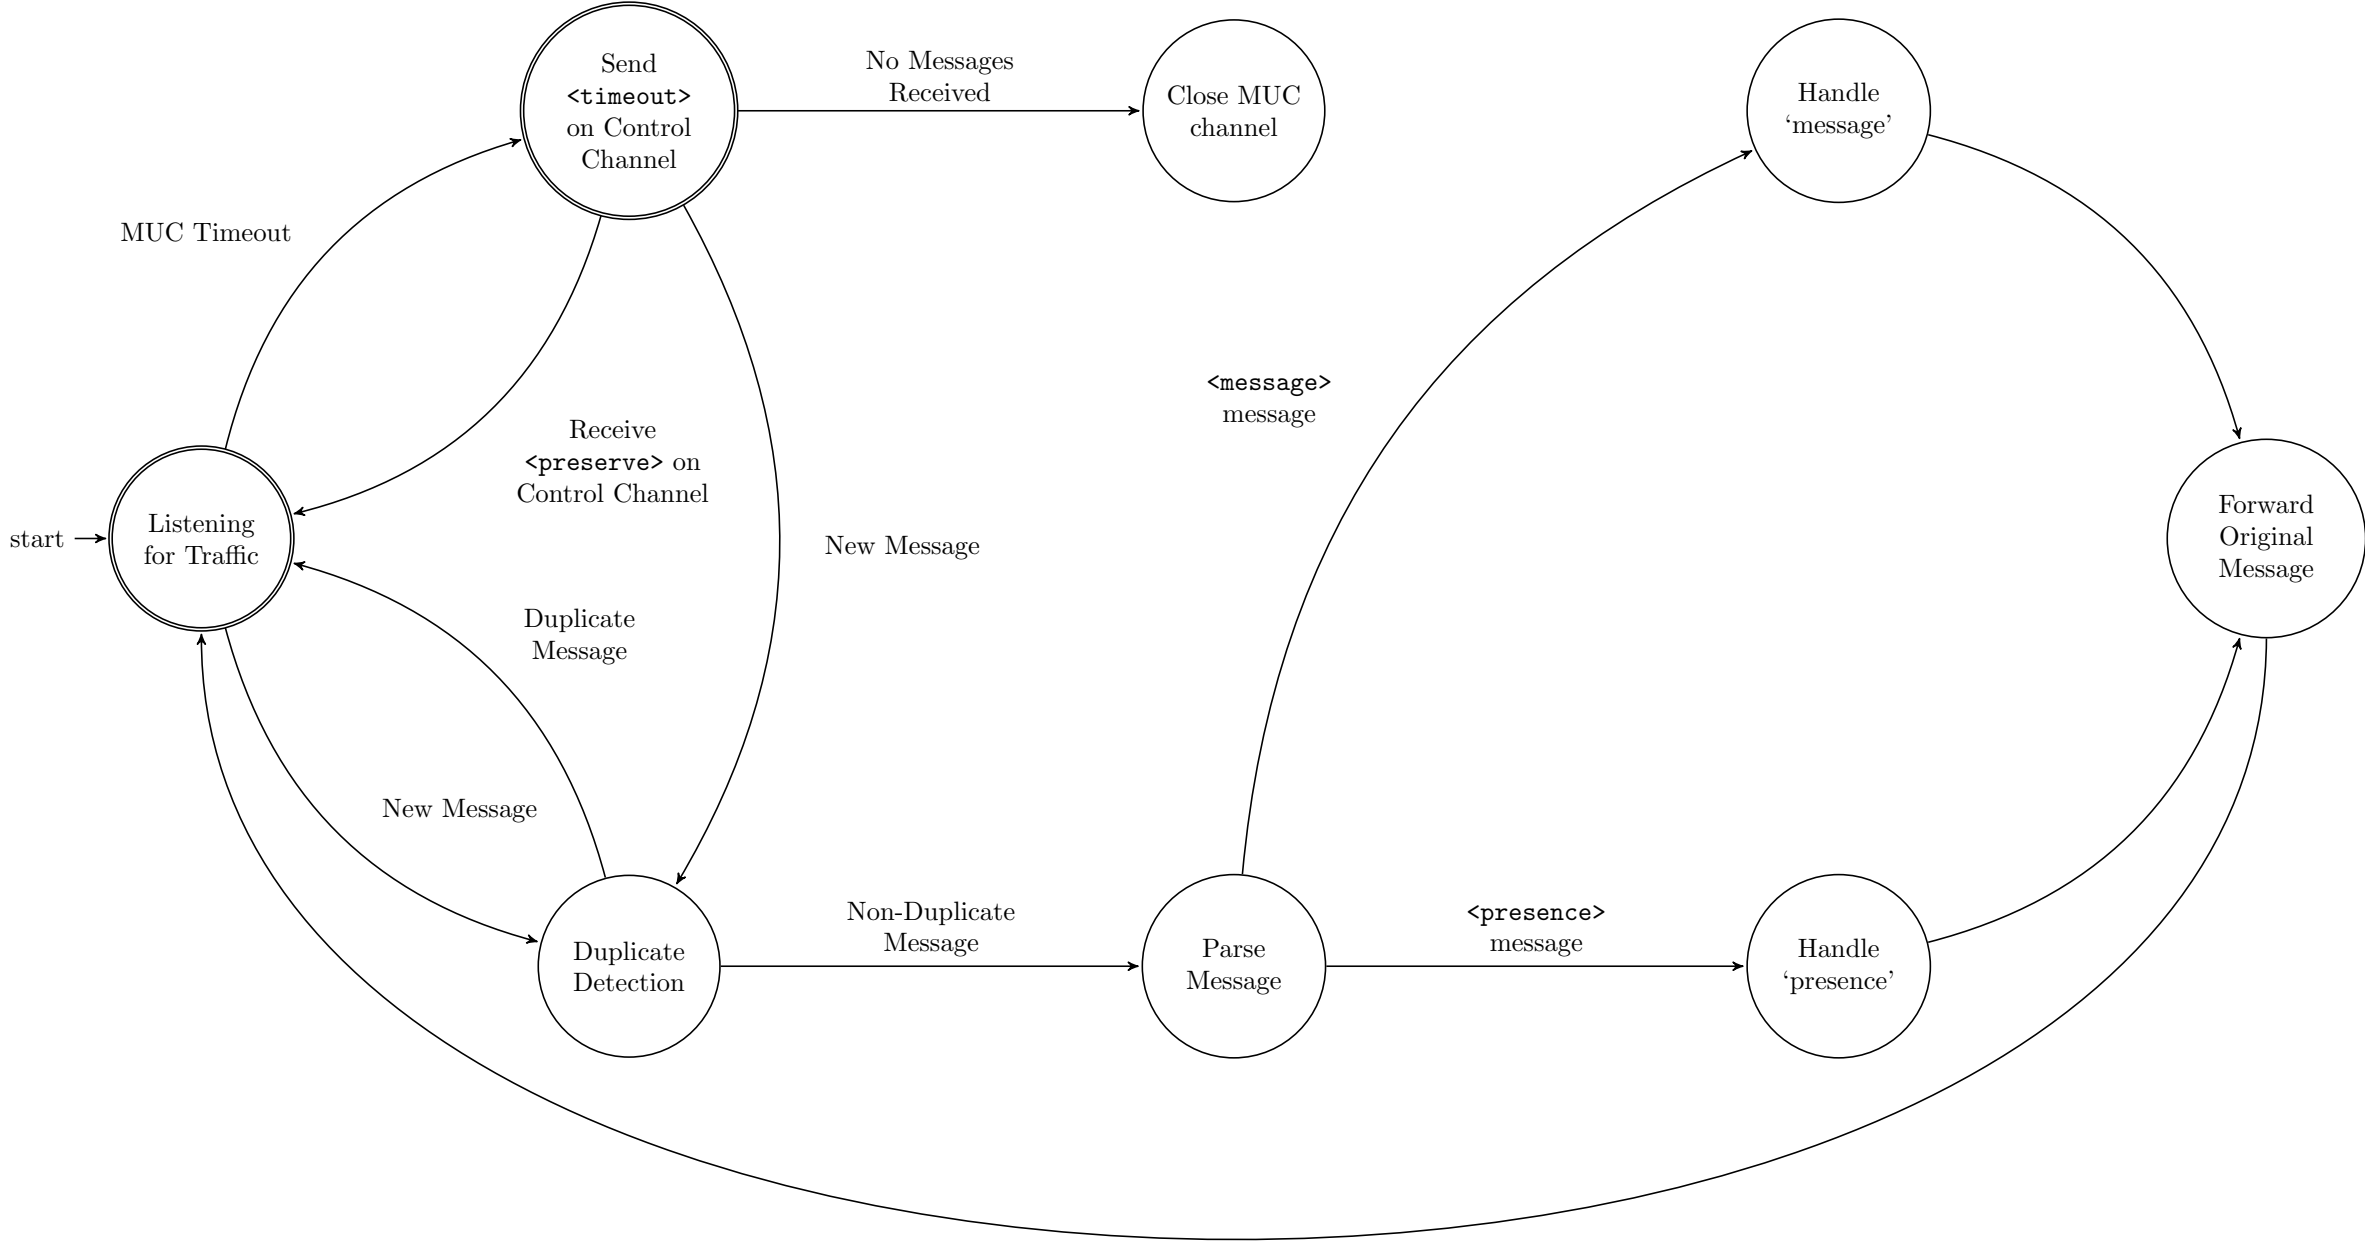 Send
<timeout>
on Control
Channel
No Messages
Received
Close MUC
channel
Handle
‘message’
MUC Timeout
<message>
message
Receive
<preserve> on
Control Channel
Listening
for Traffic
start
New Message
Forward
Original
Message
Duplicate
Message
New Message
Non-Duplicate
Message
<presence>
message
Duplicate
Detection
Parse
Message
Handle
‘presence’